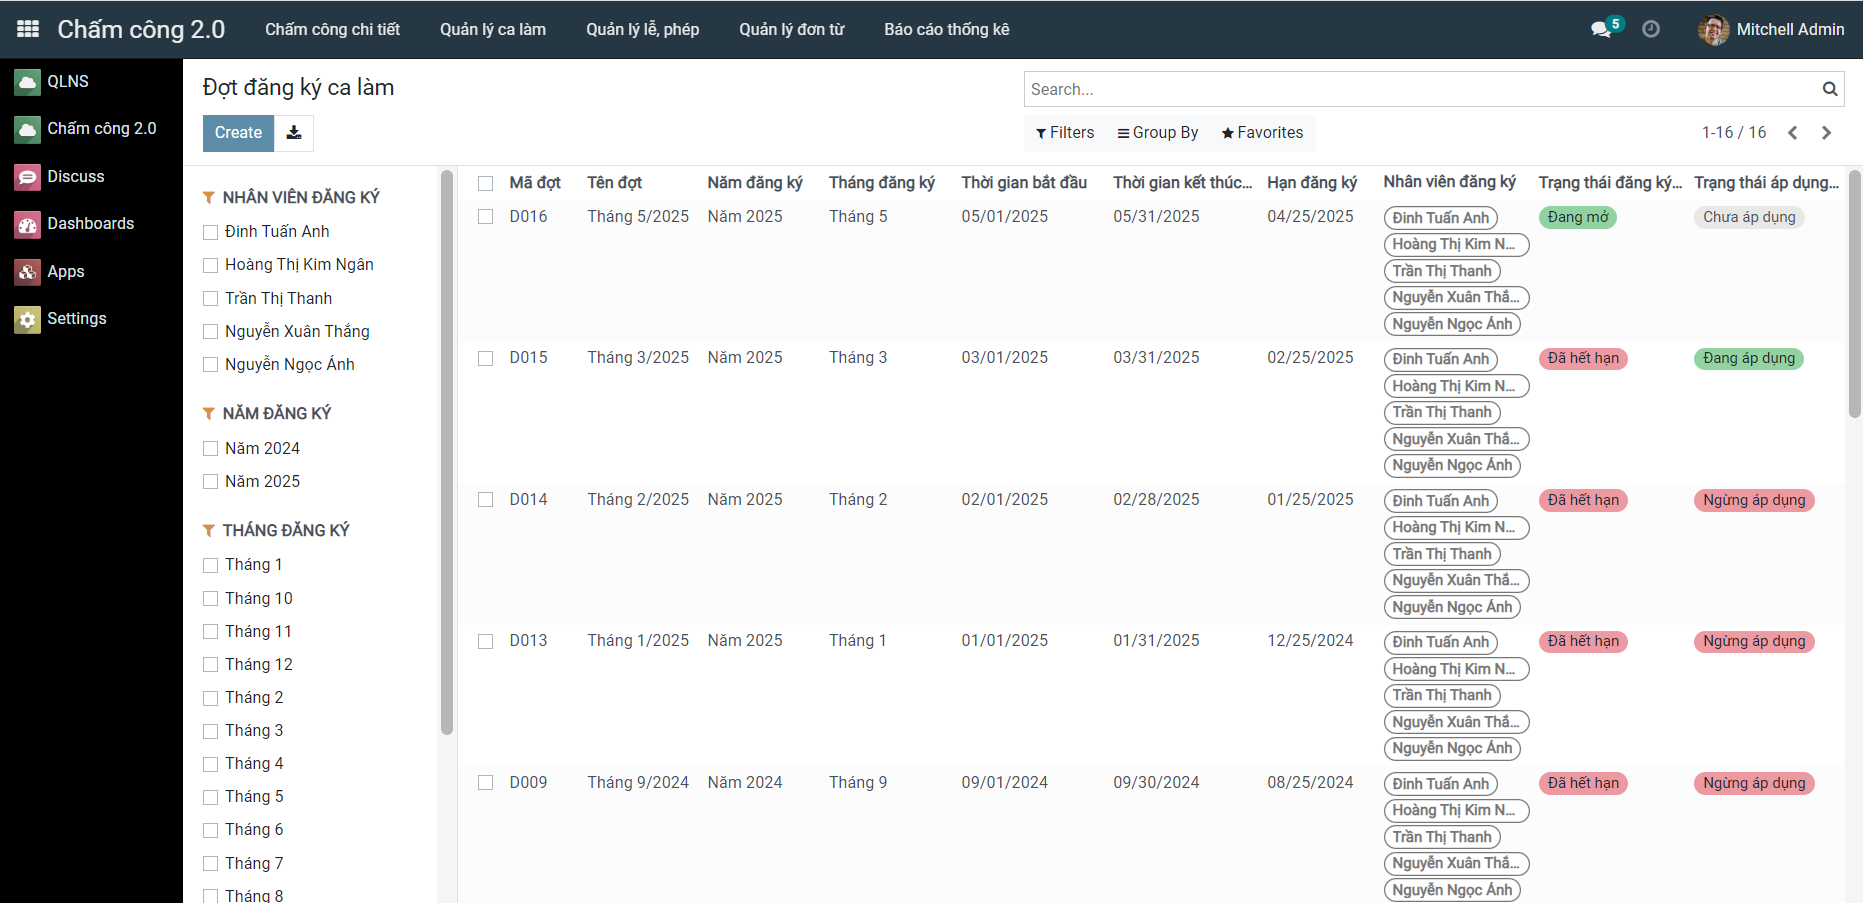 Chấm công 2.0 Chấm công chi tiết Quản lý ca làm Quản lý lễ, phép Quản lý đơn từ Báo cáo thống kê 5 Mitchell Admin
QLNS
Chấm công 2.0
Discuss
Dashboards
Apps
Settings
Đợt đăng ký ca làm
Search...
Create
Filters Group By Favorites 1-16 / 16
NHÂN VIÊN ĐĂNG KÝ
Đinh Tuấn Anh
Hoàng Thị Kim Ngân
Trần Thị Thanh
Nguyễn Xuân Thắng
Nguyễn Ngọc Ánh
NĂM ĐĂNG KÝ
Năm 2024
Năm 2025
THÁNG ĐĂNG KÝ
Tháng 1
Tháng 10
Tháng 11
Tháng 12
Tháng 2
Tháng 3
Tháng 4
Tháng 5
Tháng 6
Tháng 7
Tháng 8
Mã đợt Tên đợt Năm đăng ký Tháng đăng ký Thời gian bắt đầu Thời gian kết thúc... Hạn đăng ký Nhân viên đăng ký Trạng thái đăng ký... Trạng thái áp dụng...
D016 Tháng 5/2025 Năm 2025 Tháng 5 05/01/2025 05/31/2025 04/25/2025 Đinh Tuấn Anh Đang mở Chưa áp dụng
Hoàng Thị Kim N...
Trần Thị Thanh
Nguyễn Xuân Thắ...
Nguyễn Ngọc Ánh
D015 Tháng 3/2025 Năm 2025 Tháng 3 03/01/2025 03/31/2025 02/25/2025 Đinh Tuấn Anh Đã hết hạn Đang áp dụng
Hoàng Thị Kim N...
Trần Thị Thanh
Nguyễn Xuân Thắ...
Nguyễn Ngọc Ánh
D014 Tháng 2/2025 Năm 2025 Tháng 2 02/01/2025 02/28/2025 01/25/2025 Đinh Tuấn Anh Đã hết hạn Ngừng áp dụng
Hoàng Thị Kim N...
Trần Thị Thanh
Nguyễn Xuân Thắ...
Nguyễn Ngọc Ánh
D013 Tháng 1/2025 Năm 2025 Tháng 1 01/01/2025 01/31/2025 12/25/2024 Đinh Tuấn Anh Đã hết hạn Ngừng áp dụng
Hoàng Thị Kim N...
Trần Thị Thanh
Nguyễn Xuân Thắ...
Nguyễn Ngọc Ánh
D009 Tháng 9/2024 Năm 2024 Tháng 9 09/01/2024 09/30/2024 08/25/2024 Đinh Tuấn Anh Đã hết hạn Ngừng áp dụng
Hoàng Thị Kim N...
Trần Thị Thanh
Nguyễn Xuân Thắ...
Nguyễn Ngọc Ánh